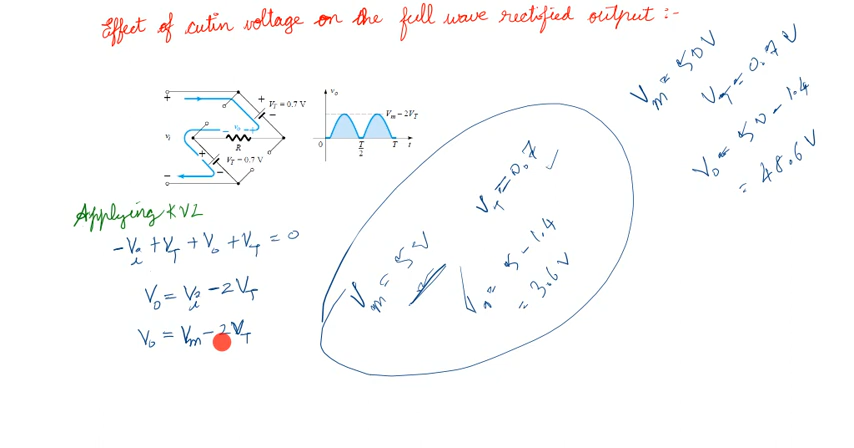 Effect of cutin voltage on the full wave rectified output :-
+
+
V_T = 0.7 V
−
v_i
− v_o +
R
+
V_T = 0.7 V
−
−
v_o
V_m − 2V_T
0
T/2
T
t
V_m = 50V
V_T = 0.7 V
V_o = 50 − 1.4
= 48.6 V
Applying KVL
−V_i + V_T + V_o + V_T = 0
V_o = V_i − 2V_T
V_o = V_m − 2V_T
V_T = 0.7
V_m = 5V
V_o = 5 − 1.4
= 3.6 V